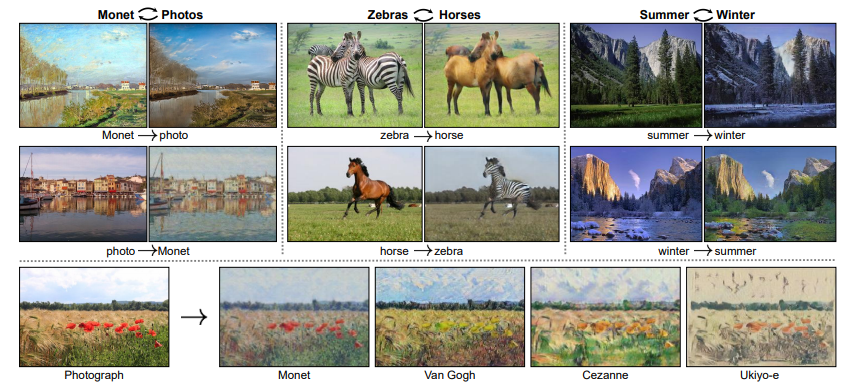 Monet Photos
Zebras Horses
Summer Winter
Monet → photo
zebra → horse
summer → winter
photo → Monet
horse → zebra
winter → summer
Photograph
Monet
Van Gogh
Cezanne
Ukiyo-e